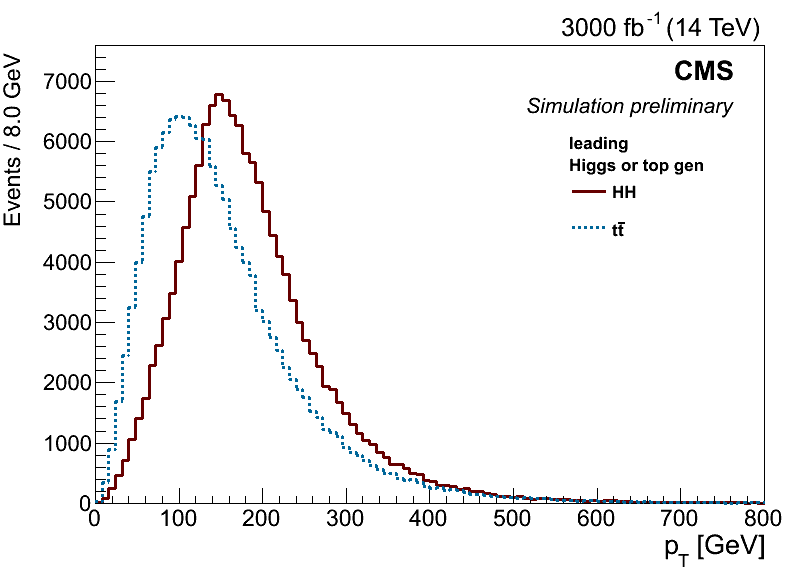 3000 fb-1 (14 TeV)
Events / 8.0 GeV
CMS
Simulation preliminary
leading
Higgs or top gen
HH
tt̄
7000
6000
5000
4000
3000
2000
1000
0
0 100 200 300 400 500 600 700 800
pT [GeV]